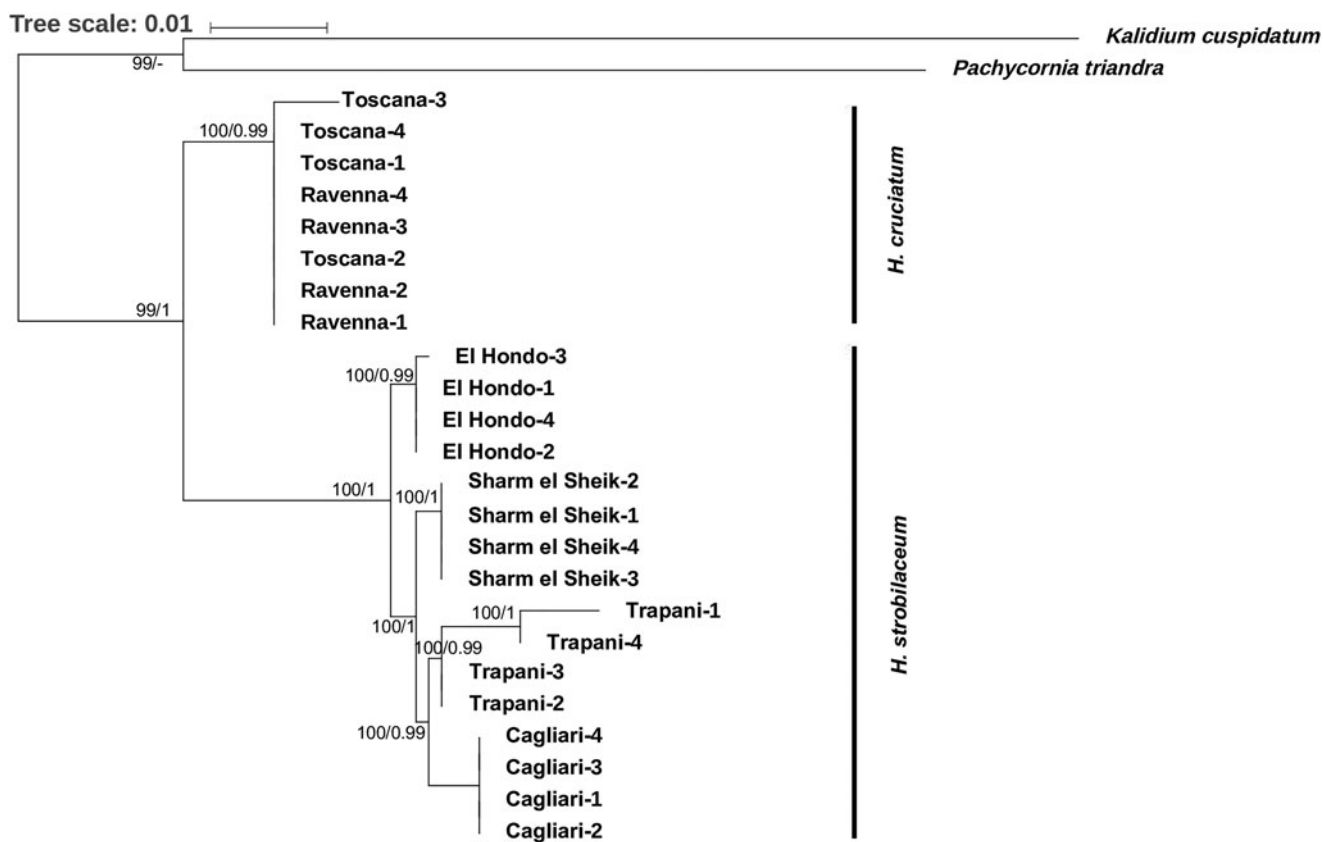 Tree scale: 0.01
Kalidium cuspidatum
99/-
Pachycornia triandra
Toscana-3
100/0.99
Toscana-4
Toscana-1
Ravenna-4
Ravenna-3
H. cruciatum
Toscana-2
Ravenna-2
99/1
Ravenna-1
El Hondo-3
100/0.99
El Hondo-1
El Hondo-4
El Hondo-2
Sharm el Sheik-2
100/1
100/1
Sharm el Sheik-1
Sharm el Sheik-4
Sharm el Sheik-3
H. strobilaceum
100/1
Trapani-1
100/1
Trapani-4
100/0.99
Trapani-3
Trapani-2
100/0.99
Cagliari-4
Cagliari-3
Cagliari-1
Cagliari-2